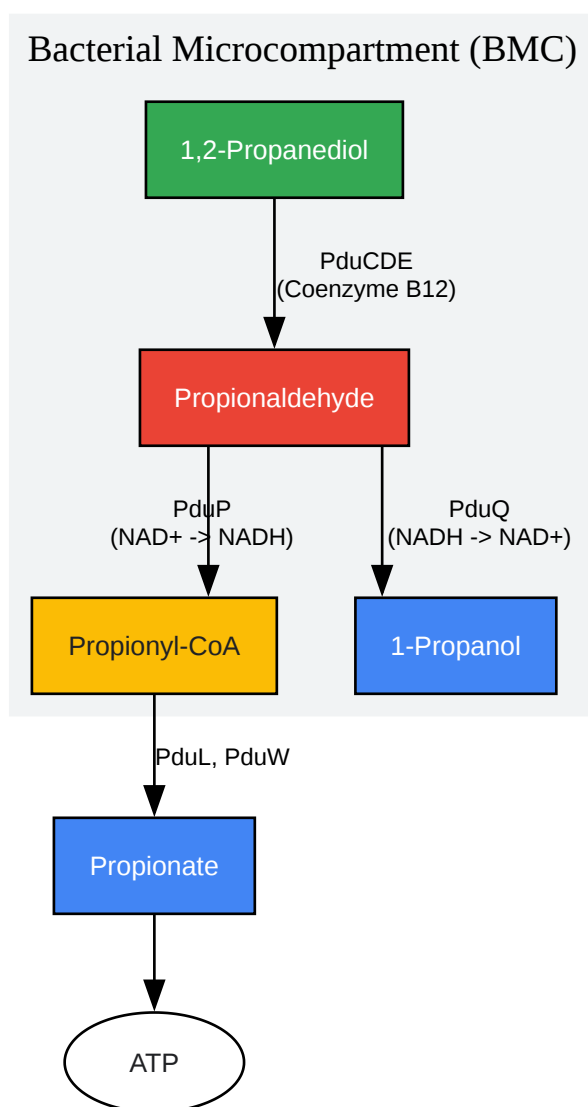 Bacterial Microcompartment (BMC)
1,2-Propanediol
PduCDE
(Coenzyme B12)
Propionaldehyde
PduP
(NAD+ -> NADH)
PduQ
(NADH -> NAD+)
Propionyl-CoA
1-Propanol
PduL, PduW
Propionate
ATP